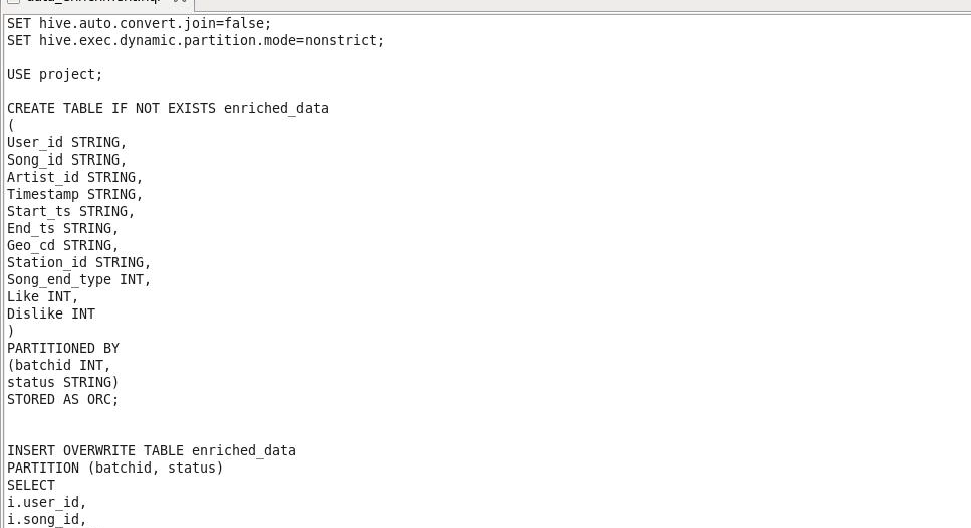 SET hive.auto.convert.join=false;
SET hive.exec.dynamic.partition.mode=nonstrict;
USE project;
CREATE TABLE IF NOT EXISTS enriched_data
(
User_id STRING,
Song_id STRING,
Artist_id STRING,
Timestamp STRING,
Start_ts STRING,
End_ts STRING,
Geo_cd STRING,
Station_id STRING,
Song_end_type INT,
Like INT,
Dislike INT
)
PARTITIONED BY
(batchid INT,
status STRING)
STORED AS ORC;
INSERT OVERWRITE TABLE enriched_data
PARTITION (batchid, status)
SELECT
i.user_id,
i.song_id,